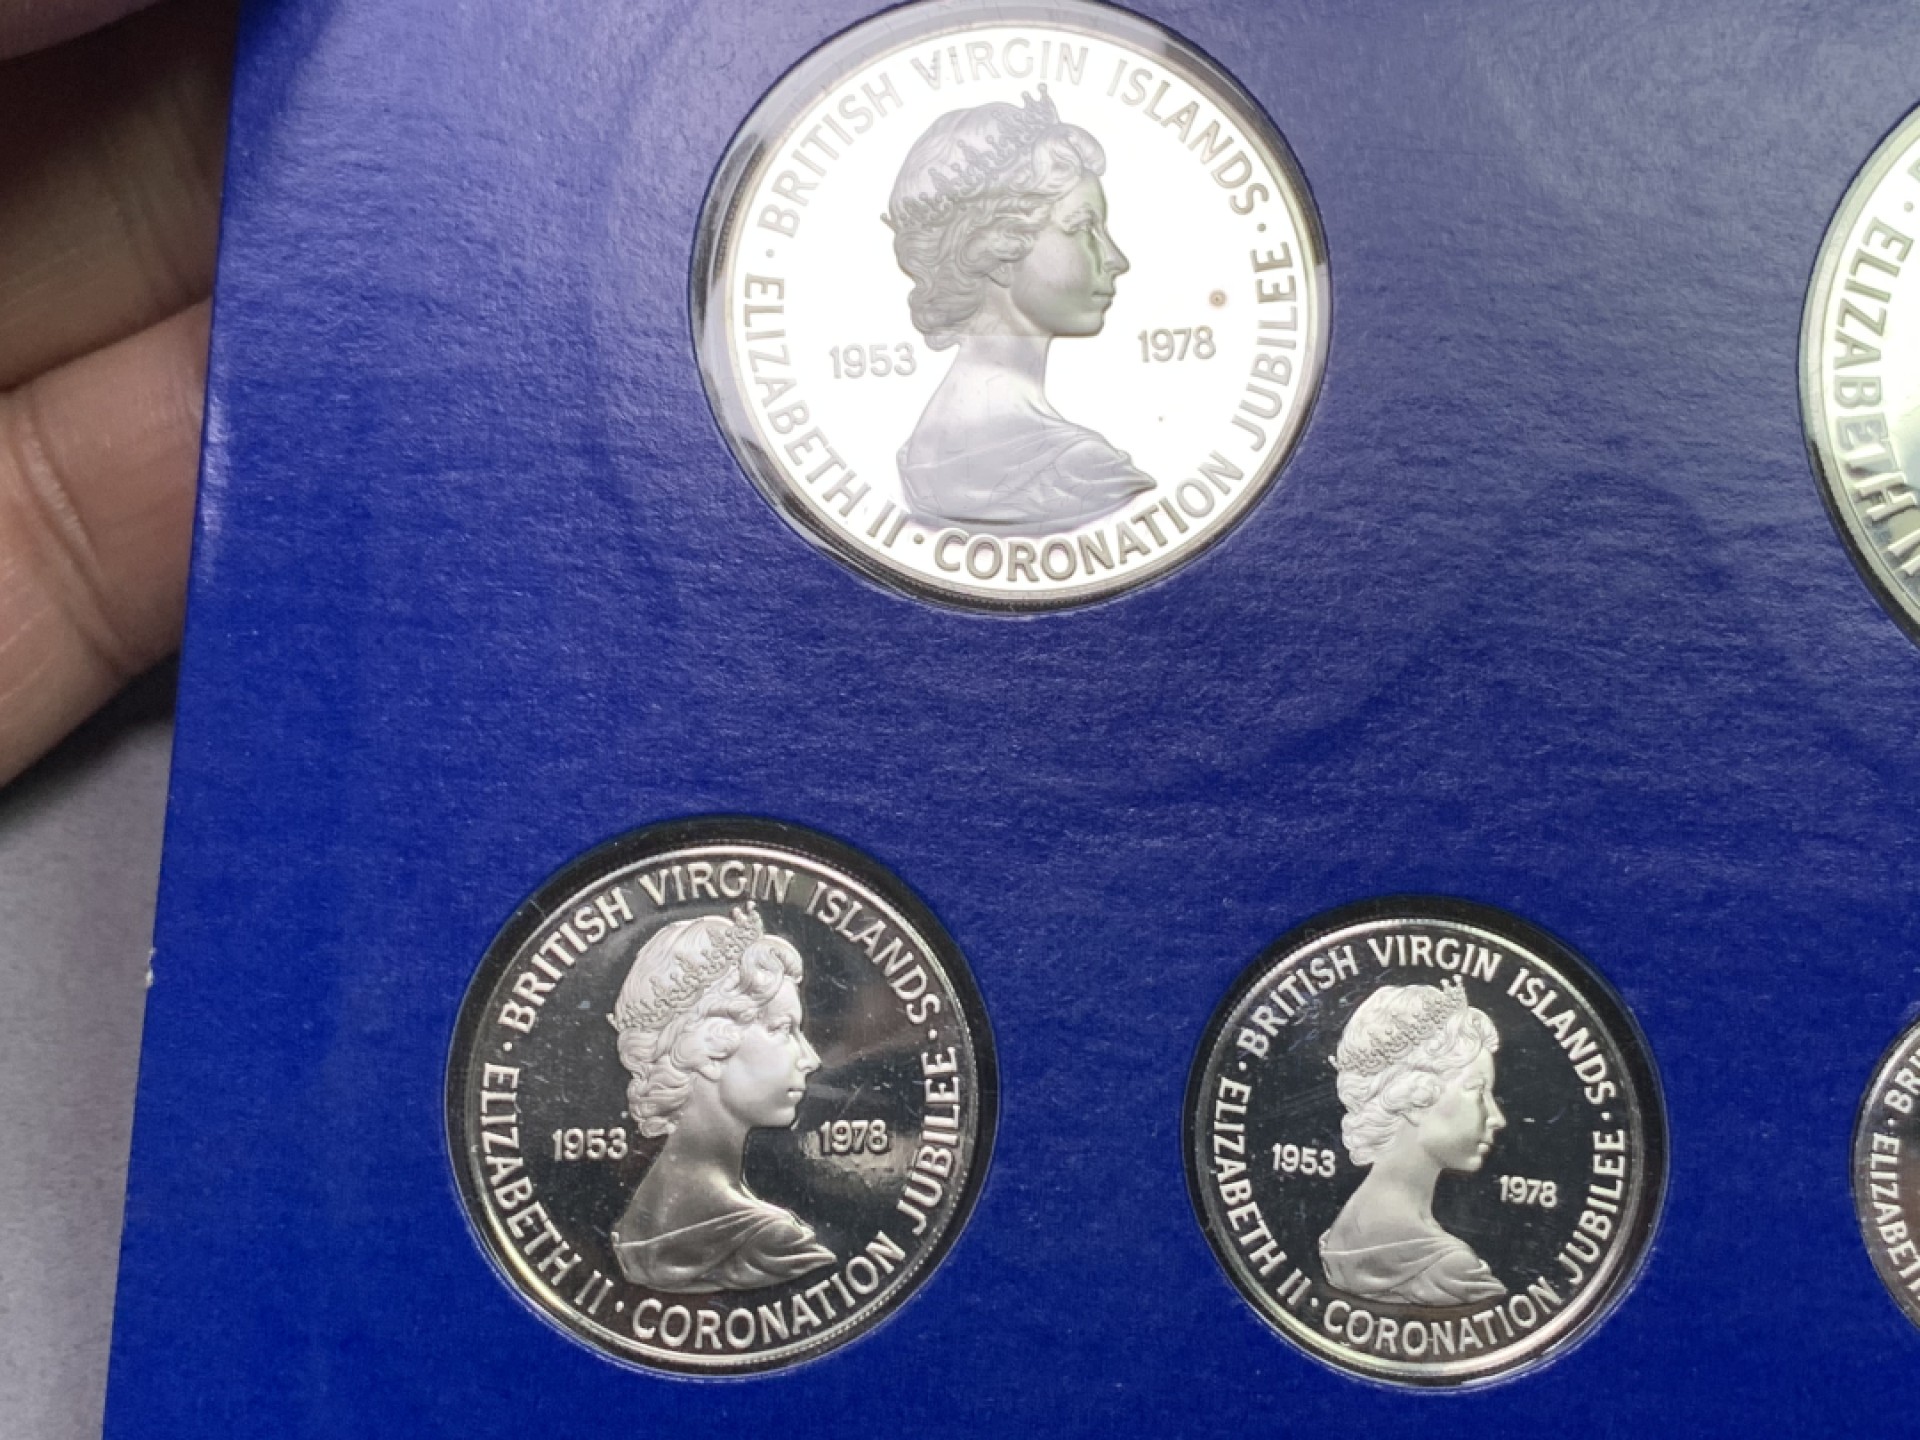 · BRITISH VIRGIN ISLANDS ·
ELIZABETH II · CORONATION JUBILEE
1953 1978
· ELIZABETH
· BRITISH VIRGIN ISLANDS ·
ELIZABETH II · CORONATION JUBILEE
1953 1978
· BRITISH VIRGIN ISLANDS ·
ELIZABETH II · CORONATION JUBILEE
1953 1978